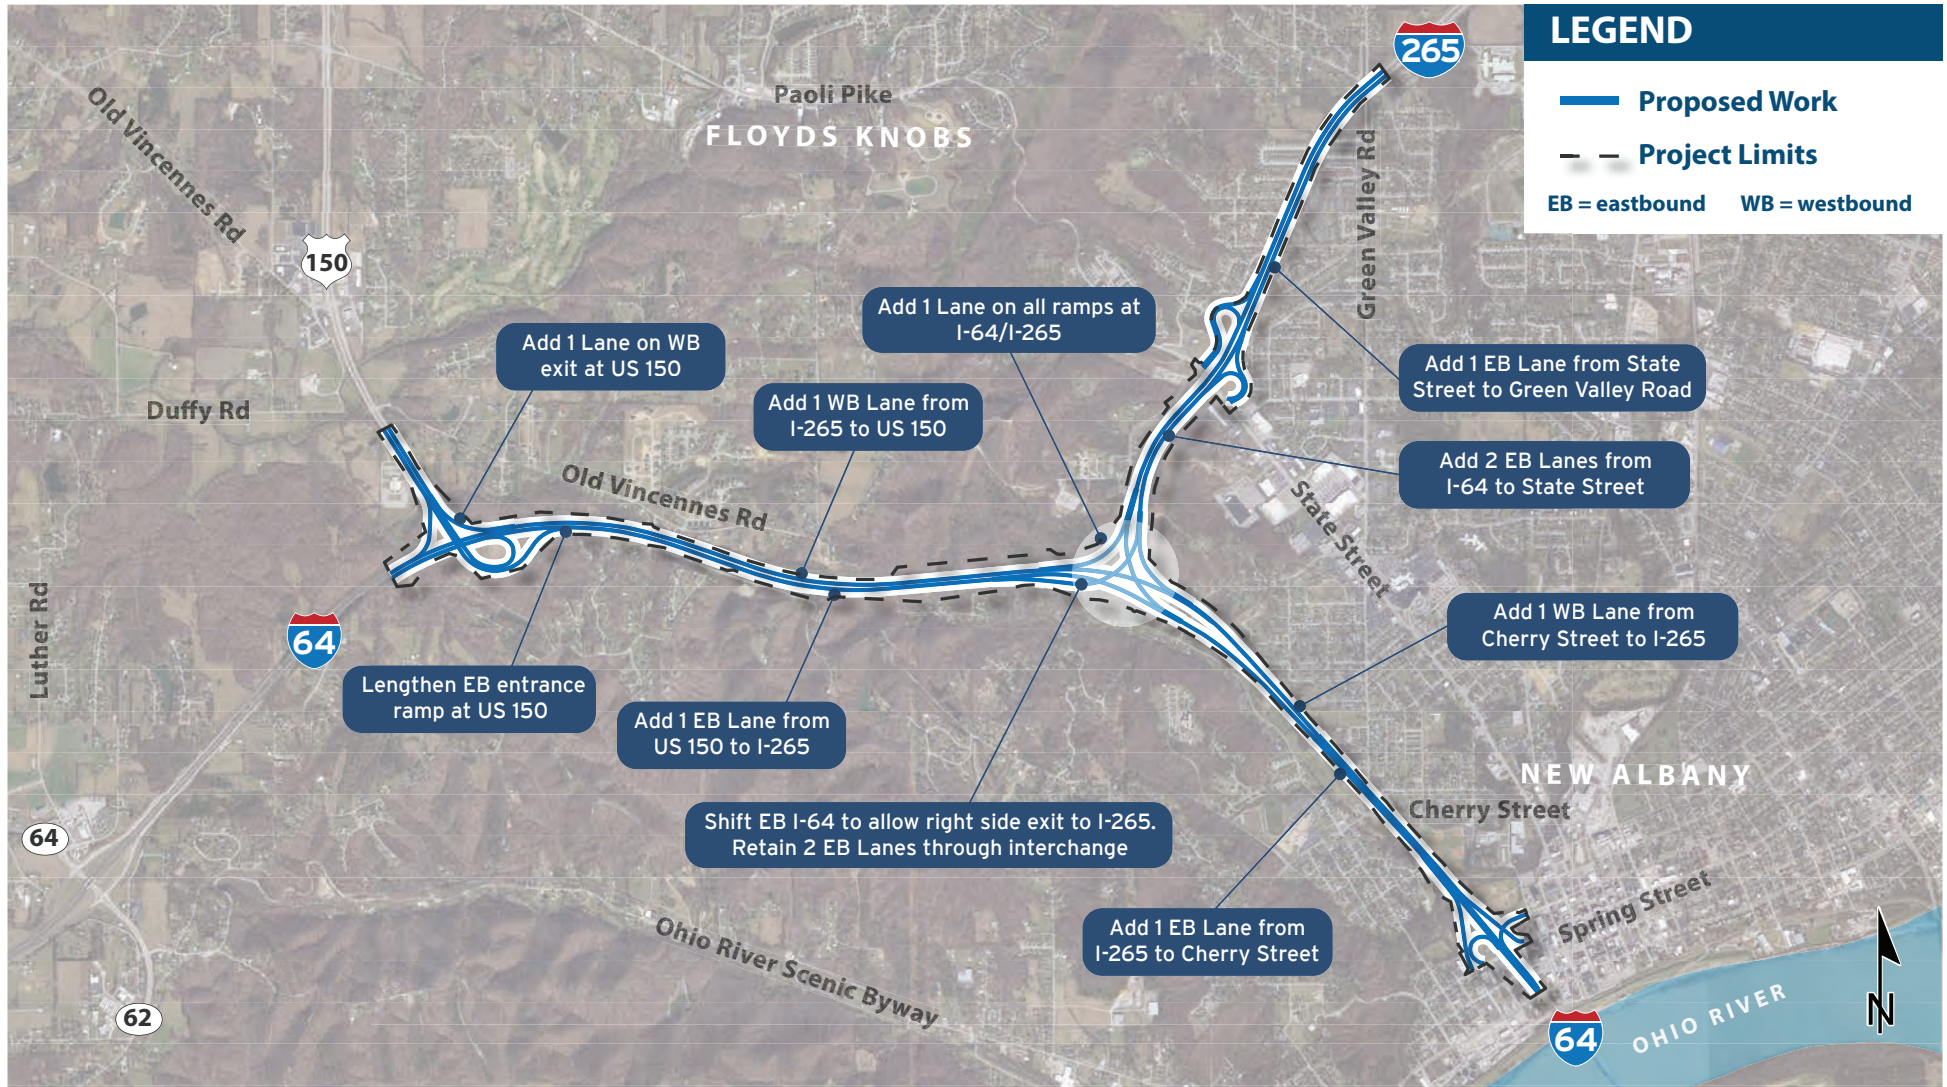 LEGEND
Proposed Work
Project Limits
EB = eastbound WB = westbound
265
Paoli Pike
FLOYDS KNOBS
Old Vincennes Rd
150
Green Valley Rd
Add 1 Lane on all ramps at
I-64/I-265
Add 1 Lane on WB
exit at US 150
Add 1 EB Lane from State
Street to Green Valley Road
Add 1 WB Lane from
I-265 to US 150
Duffy Rd
Add 2 EB Lanes from
I-64 to State Street
Old Vincennes Rd
State Street
Luther Rd
64
Add 1 WB Lane from
Cherry Street to I-265
Lengthen EB entrance
ramp at US 150
Add 1 EB Lane from
US 150 to I-265
NEW ALBANY
Cherry Street
Shift EB I-64 to allow right side exit to I-265.
Retain 2 EB Lanes through interchange
64
Spring Street
Add 1 EB Lane from
I-265 to Cherry Street
Ohio River Scenic Byway
62
64
OHIO RIVER
N